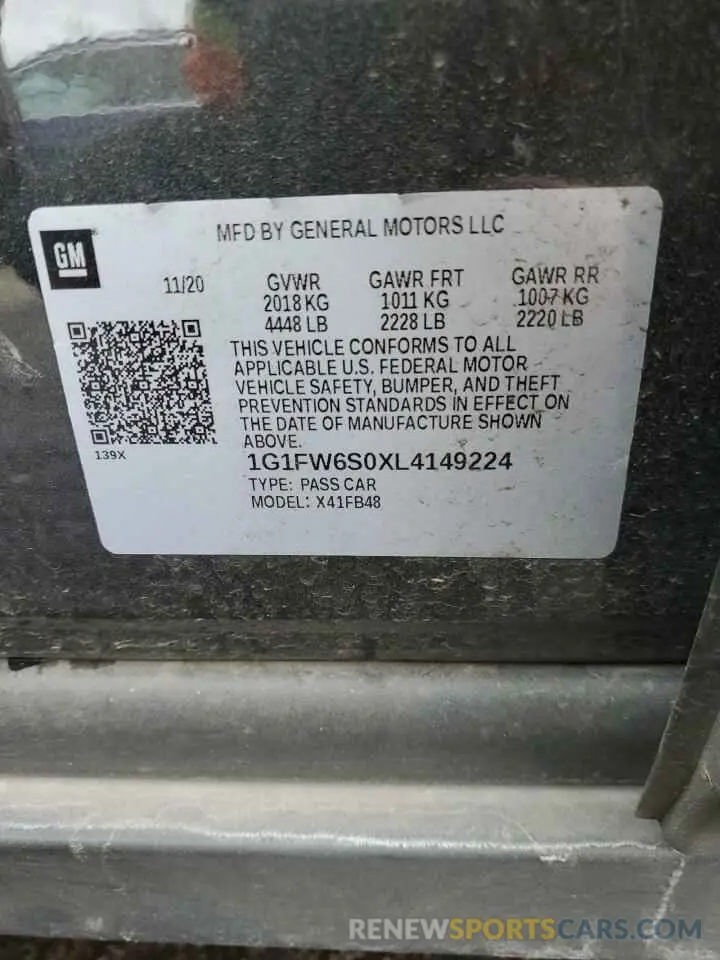 MFD BY GENERAL MOTORS LLC
GM
11/20 GVWR GAWR FRT GAWR RR
2018 KG 1011 KG 1007 KG
4448 LB 2228 LB 2220 LB
THIS VEHICLE CONFORMS TO ALL
APPLICABLE U.S. FEDERAL MOTOR
VEHICLE SAFETY, BUMPER, AND THEFT
PREVENTION STANDARDS IN EFFECT ON
THE DATE OF MANUFACTURE SHOWN
ABOVE.
139X
1G1FW6S0XL4149224
TYPE: PASS CAR
MODEL: X41FB48
RENEWSPORTSCARS.COM